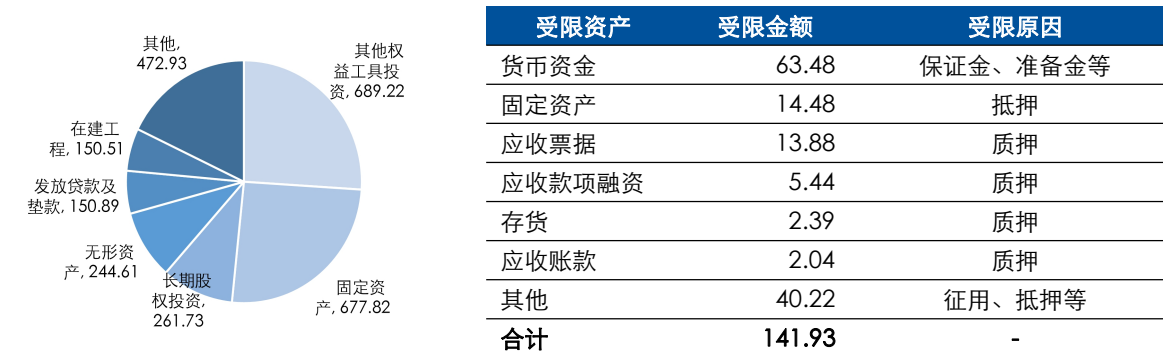 其他,
472.93
其他权
益工具投
资, 689.22
在建工
程, 150.51
发放贷款及
垫款, 150.89
无形资
产, 244.61
长期股
权投资,
261.73
固定资
产, 677.82
受限资产 受限金额 受限原因
货币资金 63.48 保证金、准备金等
固定资产 14.48 抵押
应收票据 13.88 质押
应收款项融资 5.44 质押
存货 2.39 质押
应收账款 2.04 质押
其他 40.22 征用、抵押等
合计 141.93 -